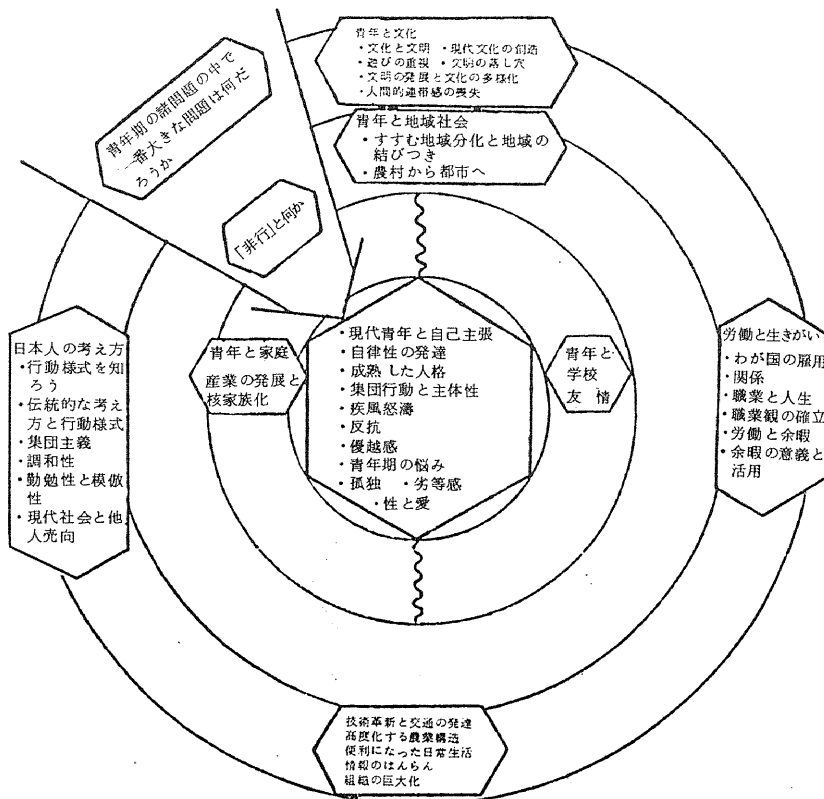 青年と文化
・文化と文明 ・現代文化の創造
・遊びの重視 ・文明の落し穴
・文明の発展と文化の多様化
・人間的連帯感の喪失
青年と地域社会
・すすむ地域分化と地域の
結びつき
・農村から都市へ
青年期の諸問題の中で
一番大きな問題は何だ
ろうか
「非行」と何か
日本人の考え方
・行動様式を知
ろう
・伝統的な考え
方と行動様式
・集団主義
・調和性
・勤勉性と模倣
性
・現代社会と他
人志向
青年と家庭
産業の発展と
核家族化
・現代青年と自己主張
・自律性の発達
・成熟した人格
・集団行動と主体性
・疾風怒濤
・反抗
・優越感
・青年期の悩み
・孤独 ・劣等感
・性と愛
青年と
学校
友情
労働と生きがい
・わが国の雇用
・関係
・職業と人生
・職業観の確立
・労働と余暇
・余暇の意義と
活用
技術革新と交通の発達
高度化する農業構造
便利になった日常生活
情報のはんらん
組織の巨大化